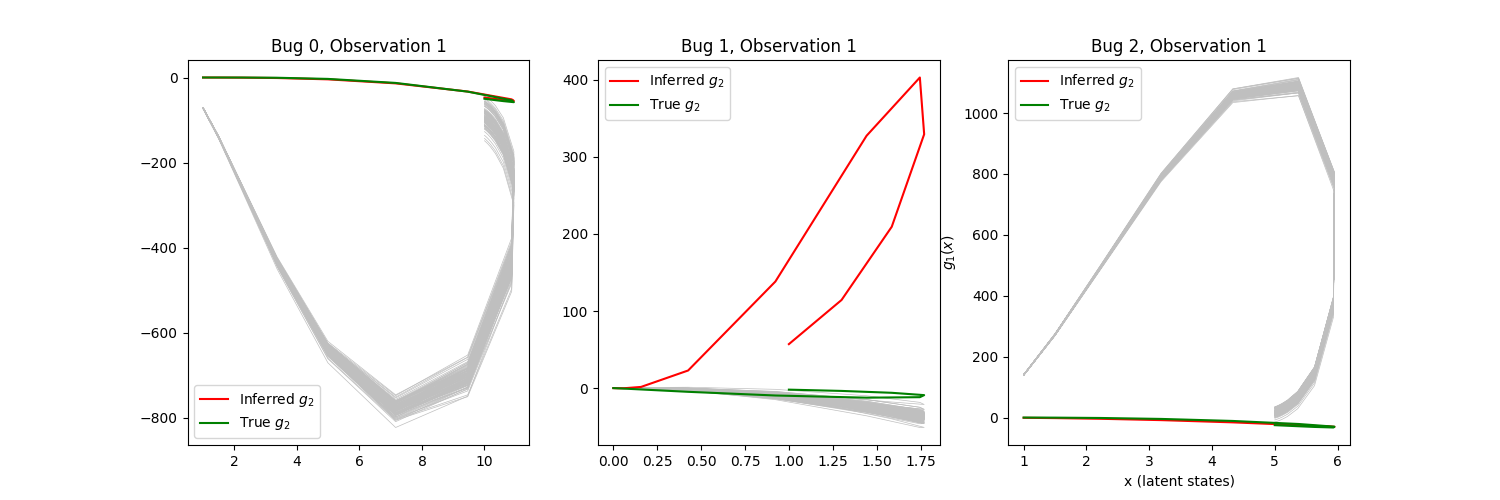 Bug 0, Observation 1
0
−200
−400
−600
−800
2 4 6 8 10
Inferred g₂
True g₂
Bug 1, Observation 1
400
300
200
100
0
0.00 0.25 0.50 0.75 1.00 1.25 1.50 1.75
Inferred g₂
True g₂
Bug 2, Observation 1
g₁(x)
1000
800
600
400
200
0
1 2 3 4 5 6
x (latent states)
Inferred g₂
True g₂